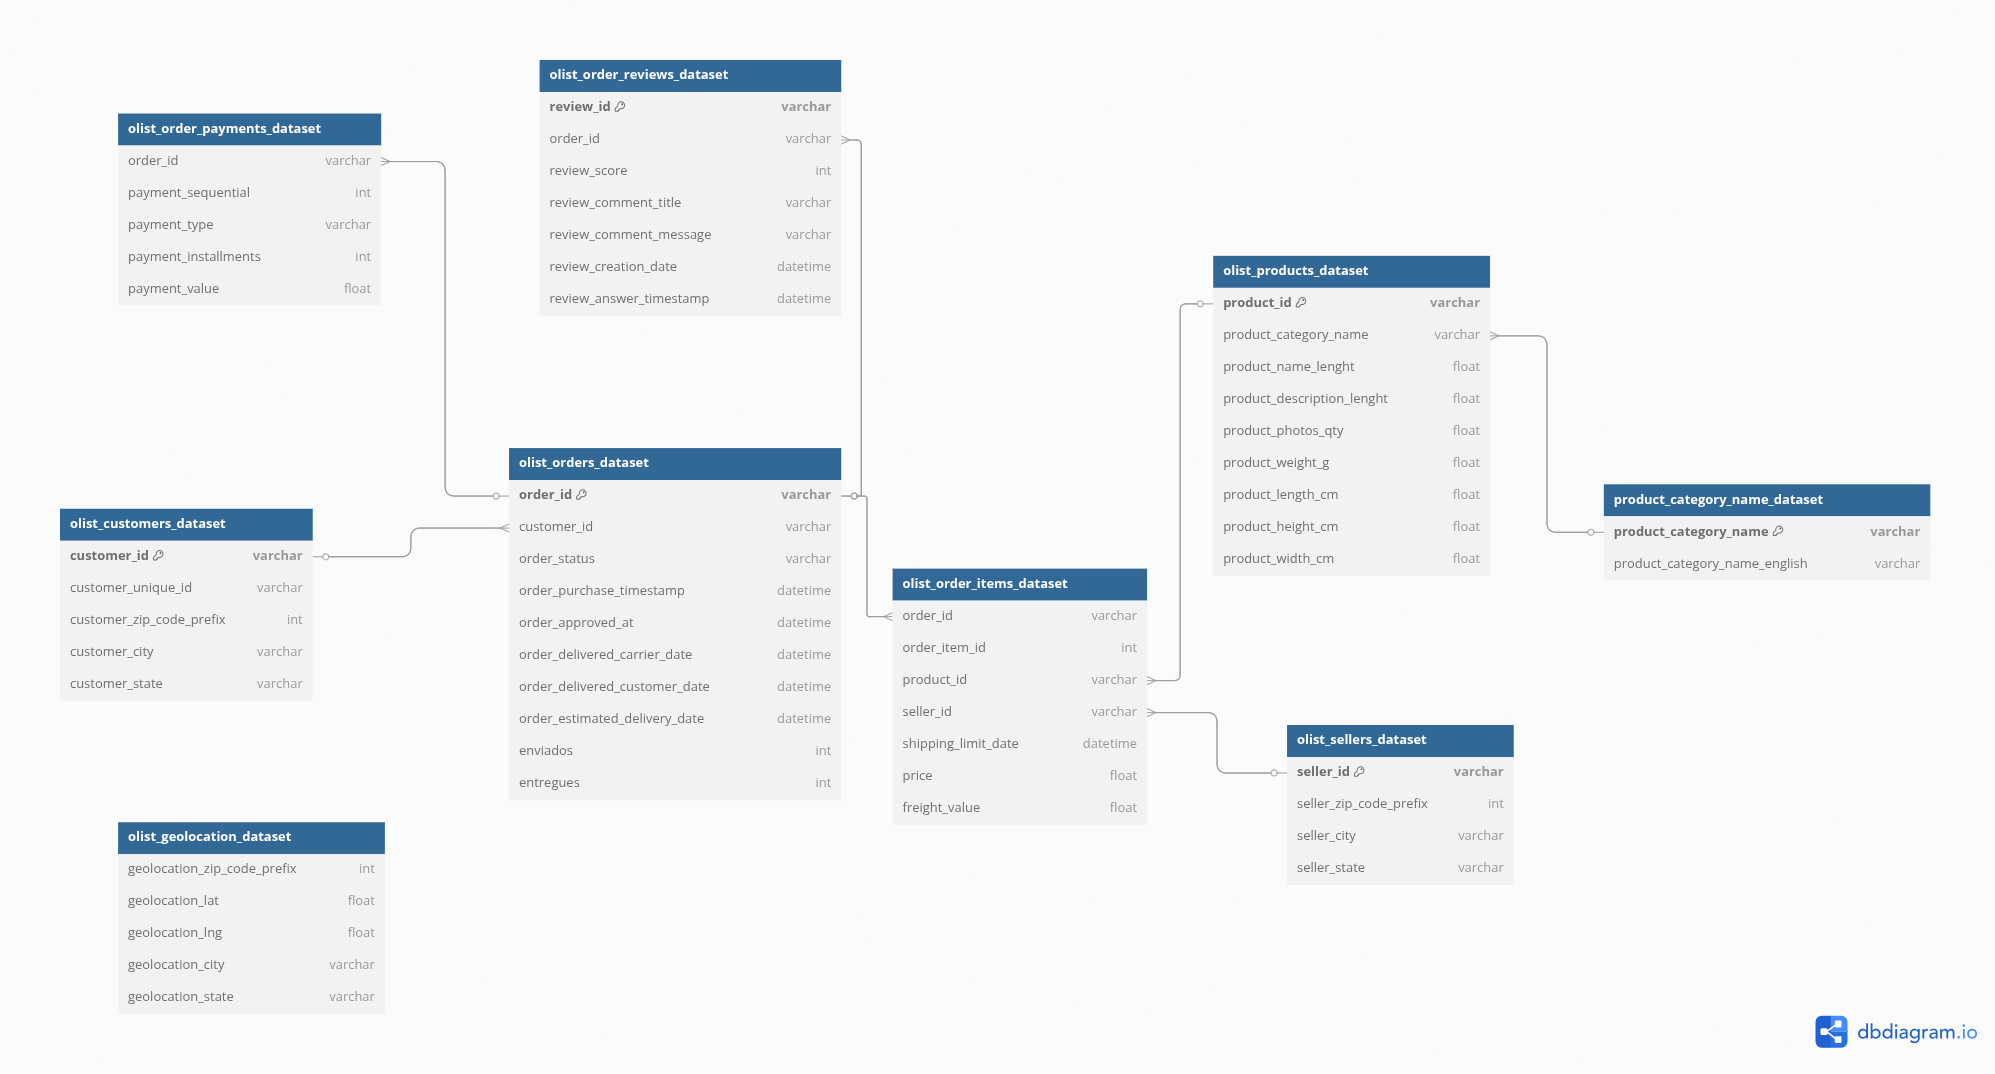 olist_order_reviews_dataset
review_id varchar
order_id varchar
review_score int
review_comment_title varchar
review_comment_message varchar
review_creation_date datetime
review_answer_timestamp datetime
olist_order_payments_dataset
order_id varchar
payment_sequential int
payment_type varchar
payment_installments int
payment_value float
olist_products_dataset
product_id varchar
product_category_name varchar
product_name_lenght float
product_description_lenght float
product_photos_qty float
product_weight_g float
product_length_cm float
product_height_cm float
product_width_cm float
olist_orders_dataset
order_id varchar
customer_id varchar
order_status varchar
order_purchase_timestamp datetime
order_approved_at datetime
order_delivered_carrier_date datetime
order_delivered_customer_date datetime
order_estimated_delivery_date datetime
enviados int
entregues int
product_category_name_dataset
product_category_name varchar
product_category_name_english varchar
olist_customers_dataset
customer_id varchar
customer_unique_id varchar
customer_zip_code_prefix int
customer_city varchar
customer_state varchar
olist_order_items_dataset
order_id varchar
order_item_id int
product_id varchar
seller_id varchar
shipping_limit_date datetime
price float
freight_value float
olist_sellers_dataset
seller_id varchar
seller_zip_code_prefix int
seller_city varchar
seller_state varchar
olist_geolocation_dataset
geolocation_zip_code_prefix int
geolocation_lat float
geolocation_lng float
geolocation_city varchar
geolocation_state varchar
dbdiagram.io